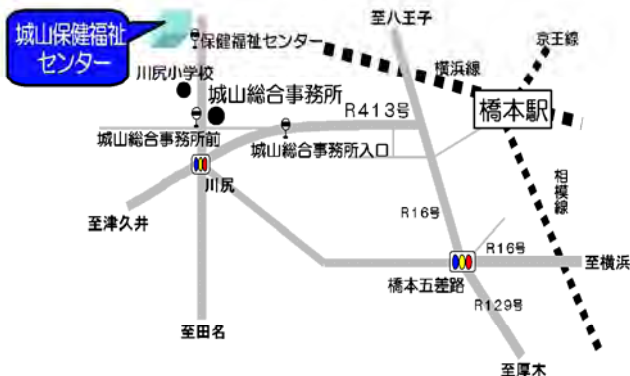 城山保健福祉
センター
保健福祉センター
川尻小学校
城山総合事務所
城山総合事務所前
城山総合事務所入口
R413号
至八王子
横浜線
京王線
橋本駅
相模線
川尻
至津久井
至田名
R16号
R16号
至横浜
橋本五差路
R129号
至厚木